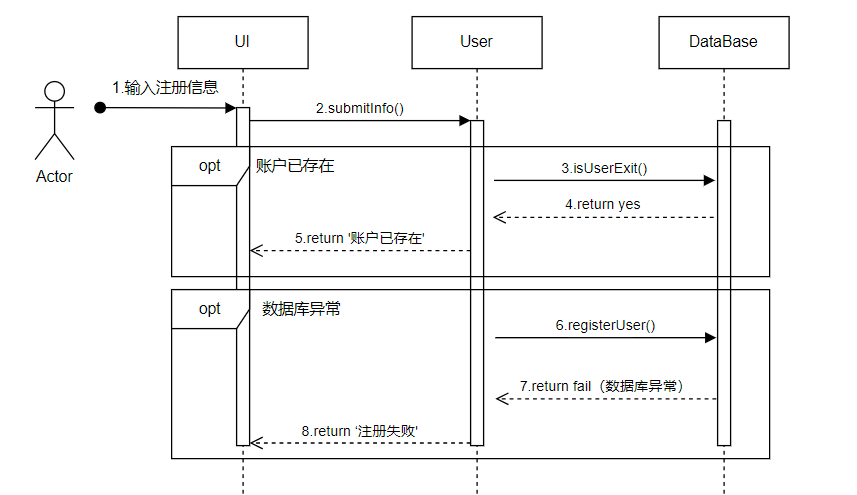 UI
User
DataBase
1.输入注册信息
2.submitInfo()
Actor
opt
账户已存在
3.isUserExit()
4.return yes
5.return '账户已存在'
opt
数据库异常
6.registerUser()
7.return fail（数据库异常）
8.return ‘注册失败'